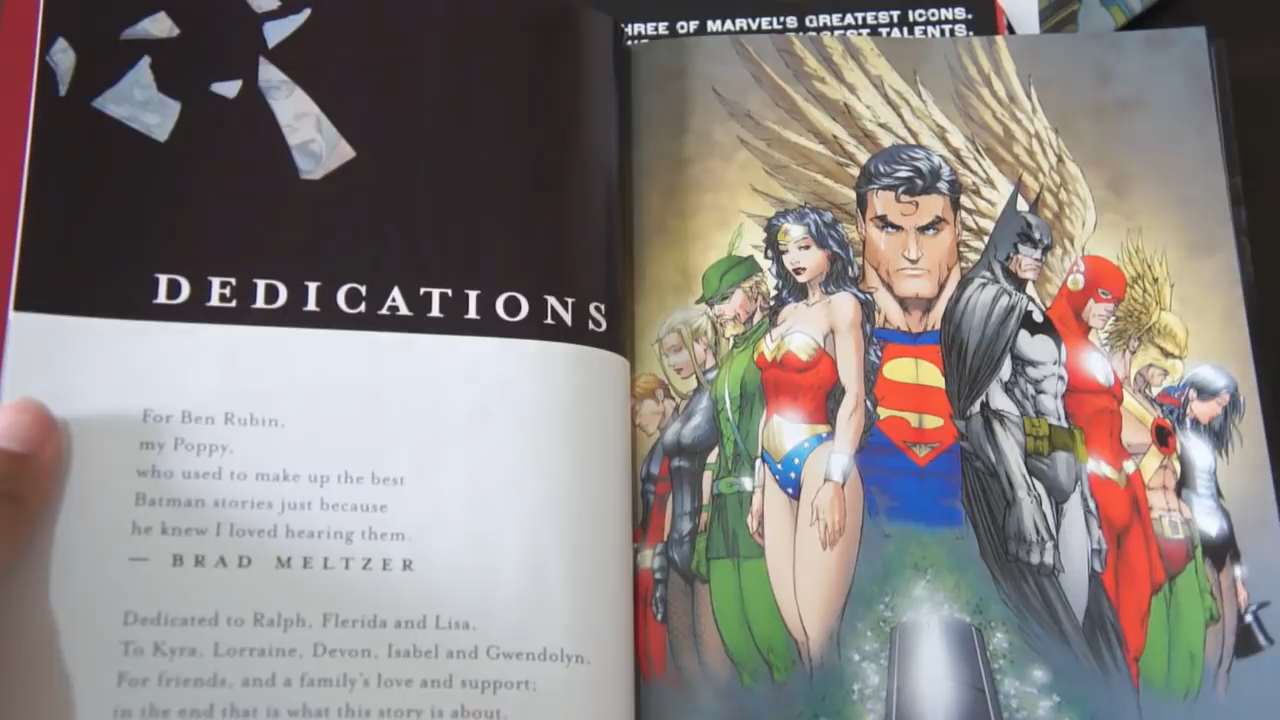 HREE OF MARVEL'S GREATEST ICONS.
BIGGEST TALENTS.
DEDICATIONS
For Ben Rubin,
my Poppy,
who used to make up the best
Batman stories just because
he knew I loved hearing them.
— BRAD MELTZER
Dedicated to Ralph, Flerida and Lisa.
To Kyra, Lorraine, Devon, Isabel and Gwendolyn.
For friends, and a family's love and support;
in the end that is what this story is about.
S